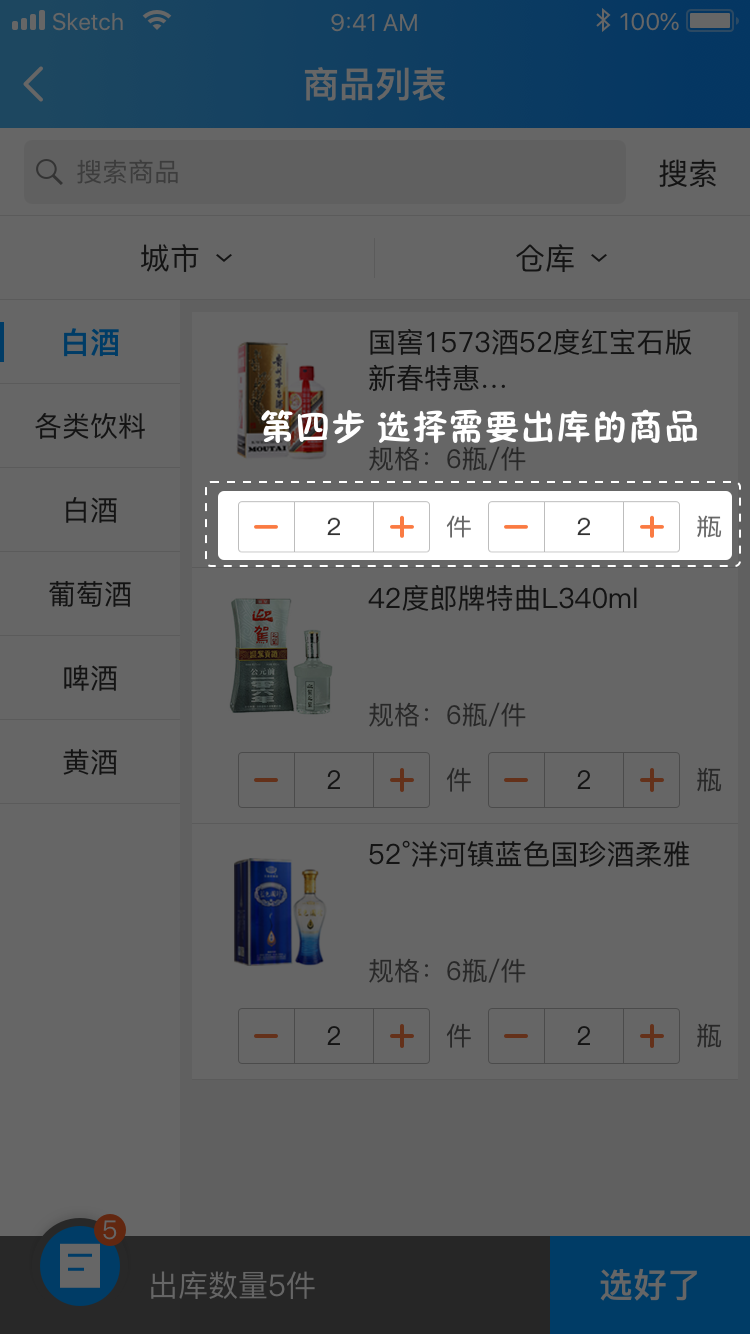 Sketch 9:41 AM 100%
商品列表
搜索商品 搜索
城市 仓库
白酒
各类饮料
白酒
葡萄酒
啤酒
黄酒
国窖1573酒52度红宝石版
新春特惠...
第四步 选择需要出库的商品
规格：6瓶/件
2 件 2 瓶
MOUTAI
42度郎牌特曲L340ml
规格：6瓶/件
2 件 2 瓶
52°洋河镇蓝色国珍酒柔雅
规格：6瓶/件
2 件 2 瓶
5
出库数量5件
选好了